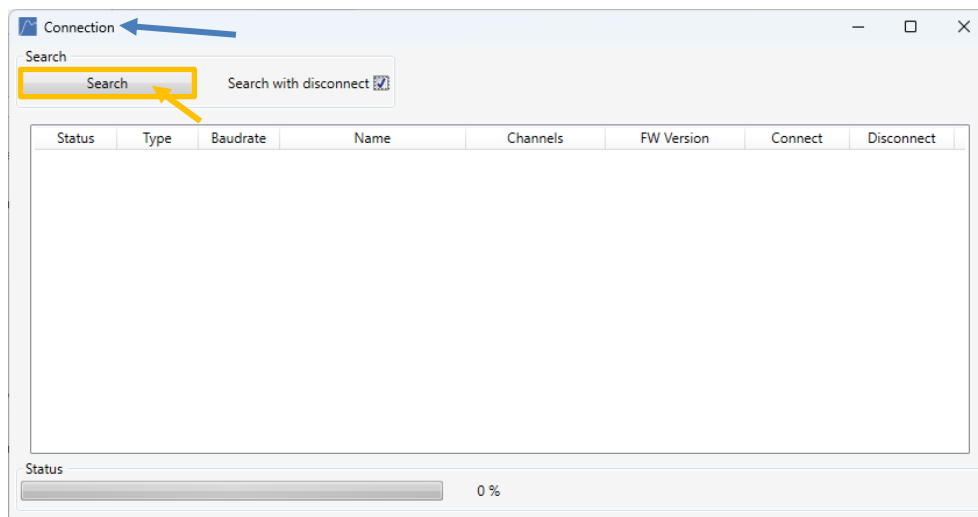 Connection
Search
Search Search with disconnect
Status Type Baudrate Name Channels FW Version Connect Disconnect
Status
0 %